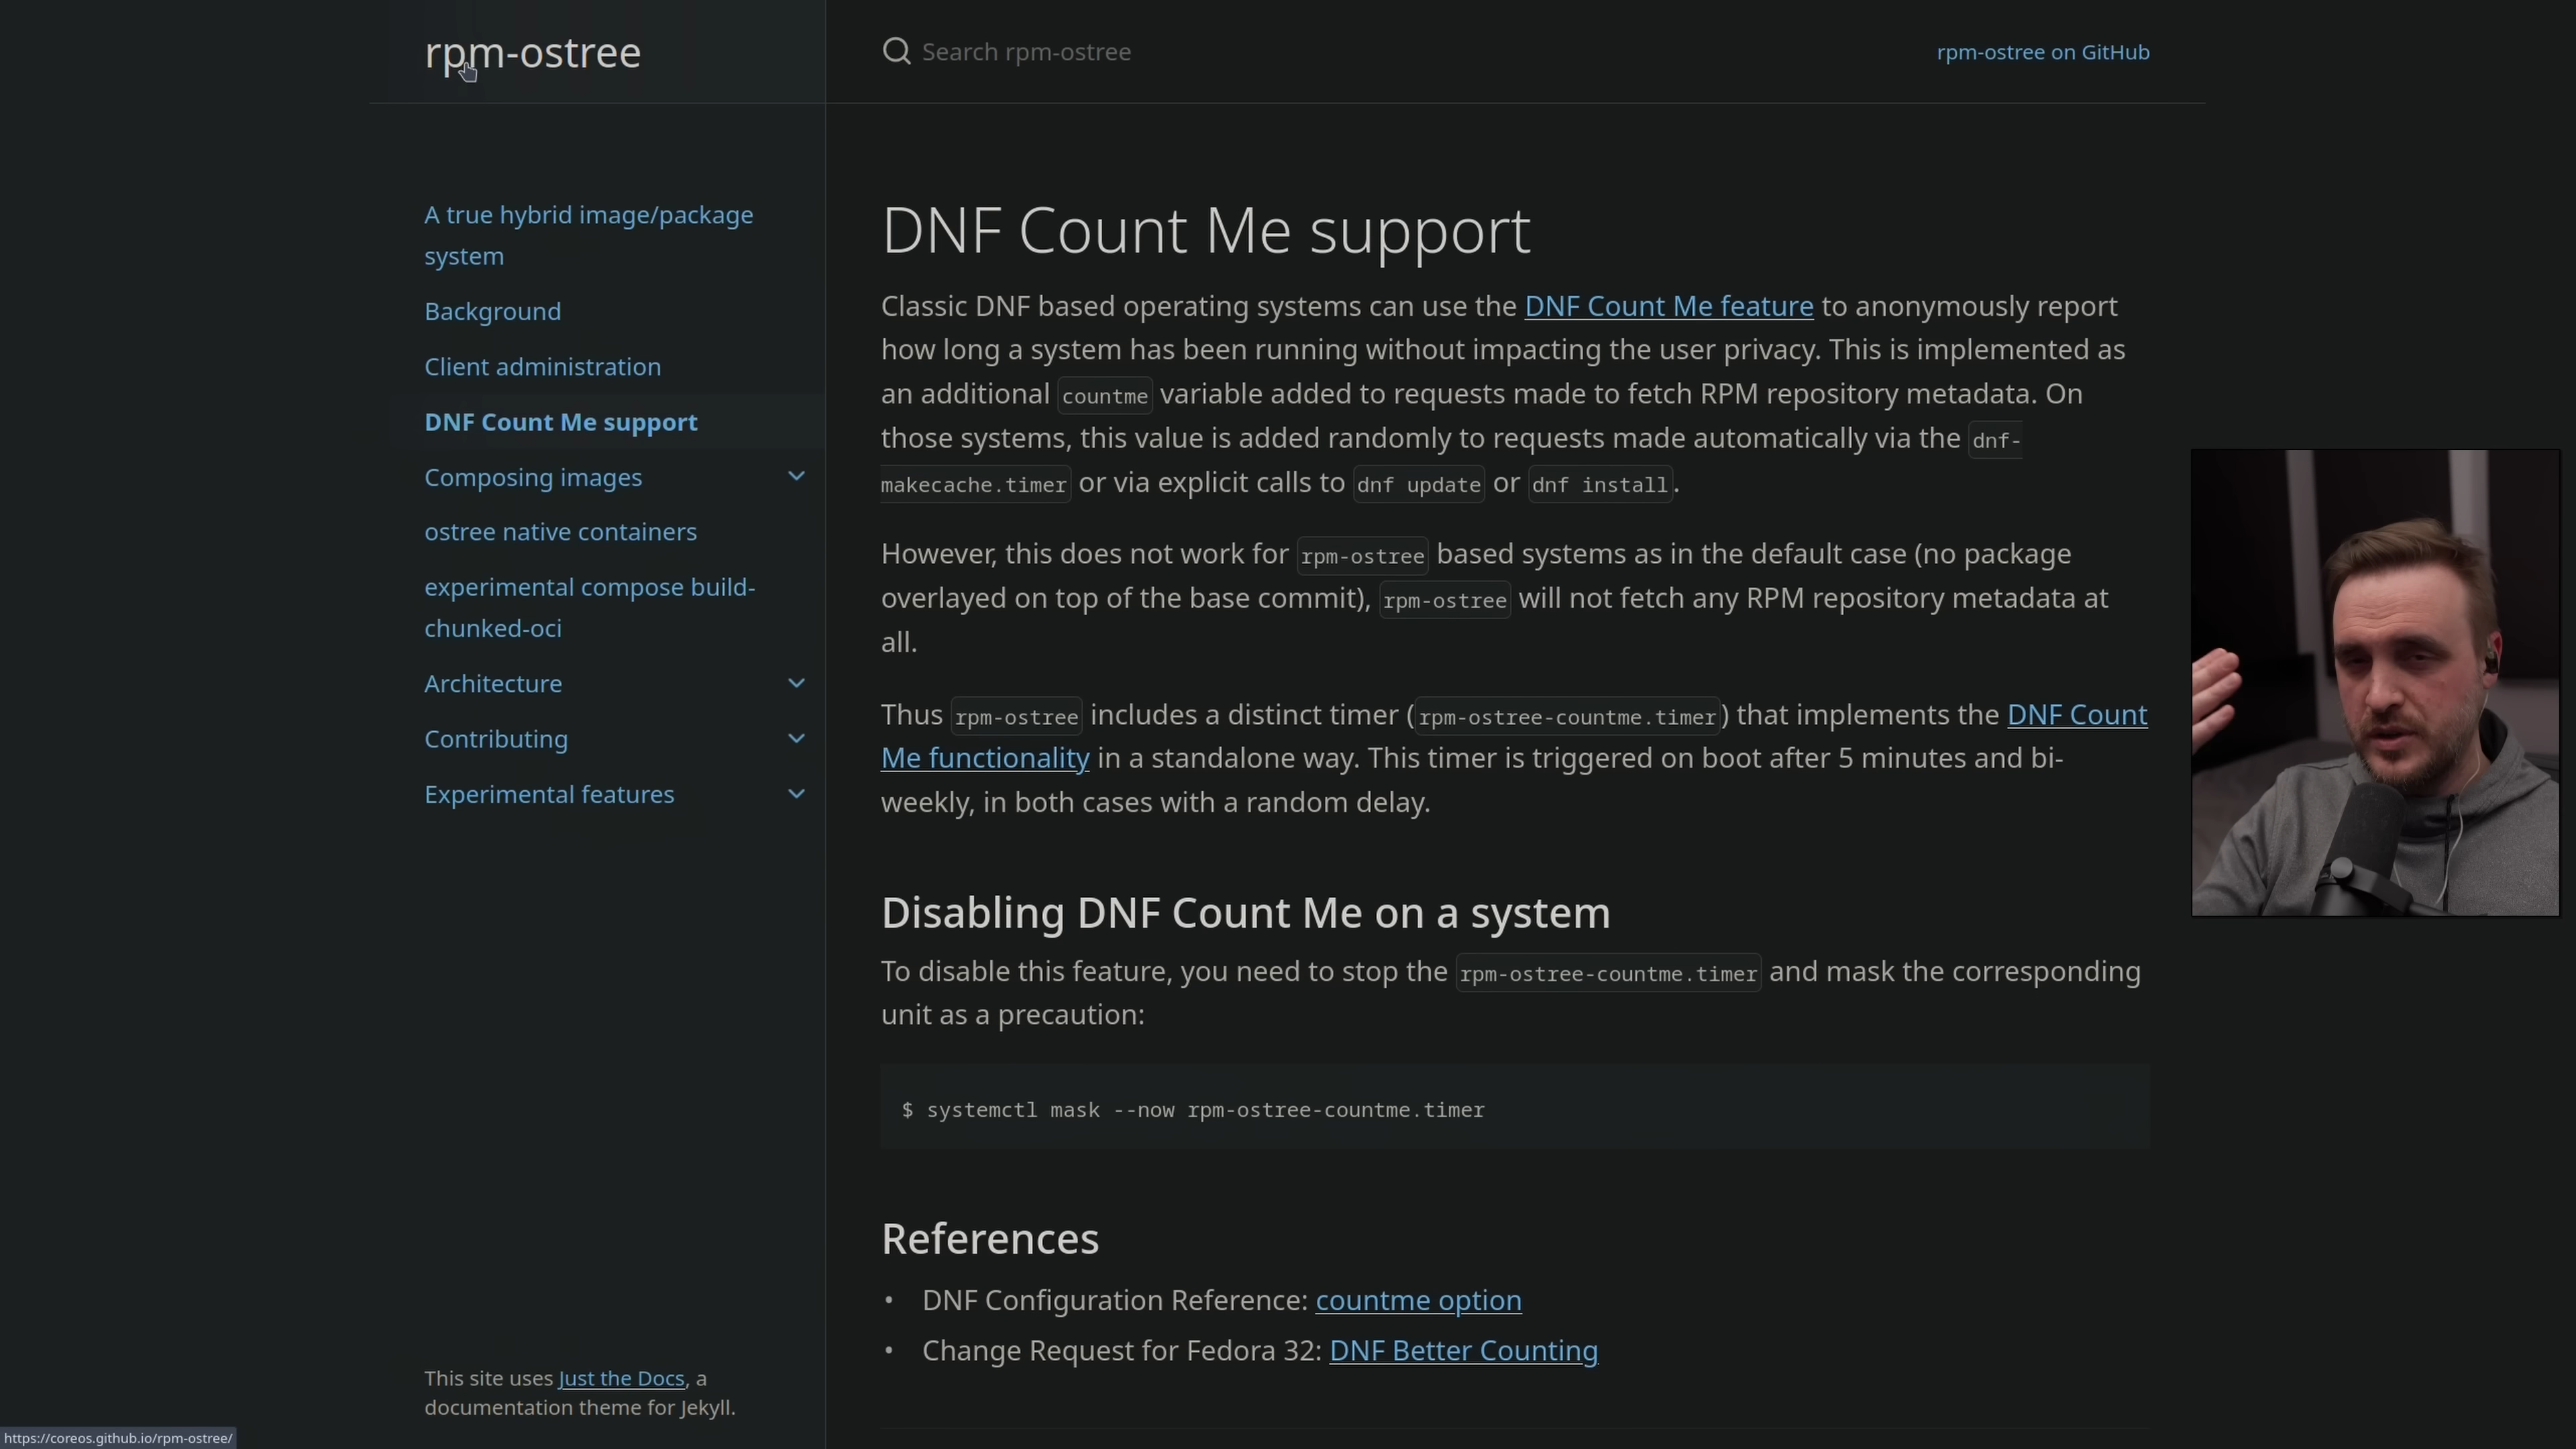 rpm-ostree
Search rpm-ostree
rpm-ostree on GitHub
A true hybrid image/package
system
Background
Client administration
DNF Count Me support
Composing images
ostree native containers
experimental compose build-
chunked-oci
Architecture
Contributing
Experimental features
This site uses Just the Docs, a
documentation theme for Jekyll.
DNF Count Me support
Classic DNF based operating systems can use the DNF Count Me feature to anonymously report
how long a system has been running without impacting the user privacy. This is implemented as
an additional countme variable added to requests made to fetch RPM repository metadata. On
those systems, this value is added randomly to requests made automatically via the dnf-
makecache.timer or via explicit calls to dnf update or dnf install.
However, this does not work for rpm-ostree based systems as in the default case (no package
overlayed on top of the base commit), rpm-ostree will not fetch any RPM repository metadata at
all.
Thus rpm-ostree includes a distinct timer (rpm-ostree-countme.timer) that implements the DNF Count
Me functionality in a standalone way. This timer is triggered on boot after 5 minutes and bi-
weekly, in both cases with a random delay.
Disabling DNF Count Me on a system
To disable this feature, you need to stop the rpm-ostree-countme.timer and mask the corresponding
unit as a precaution:
$ systemctl mask --now rpm-ostree-countme.timer
References
• DNF Configuration Reference: countme option
• Change Request for Fedora 32: DNF Better Counting
https://coreos.github.io/rpm-ostree/